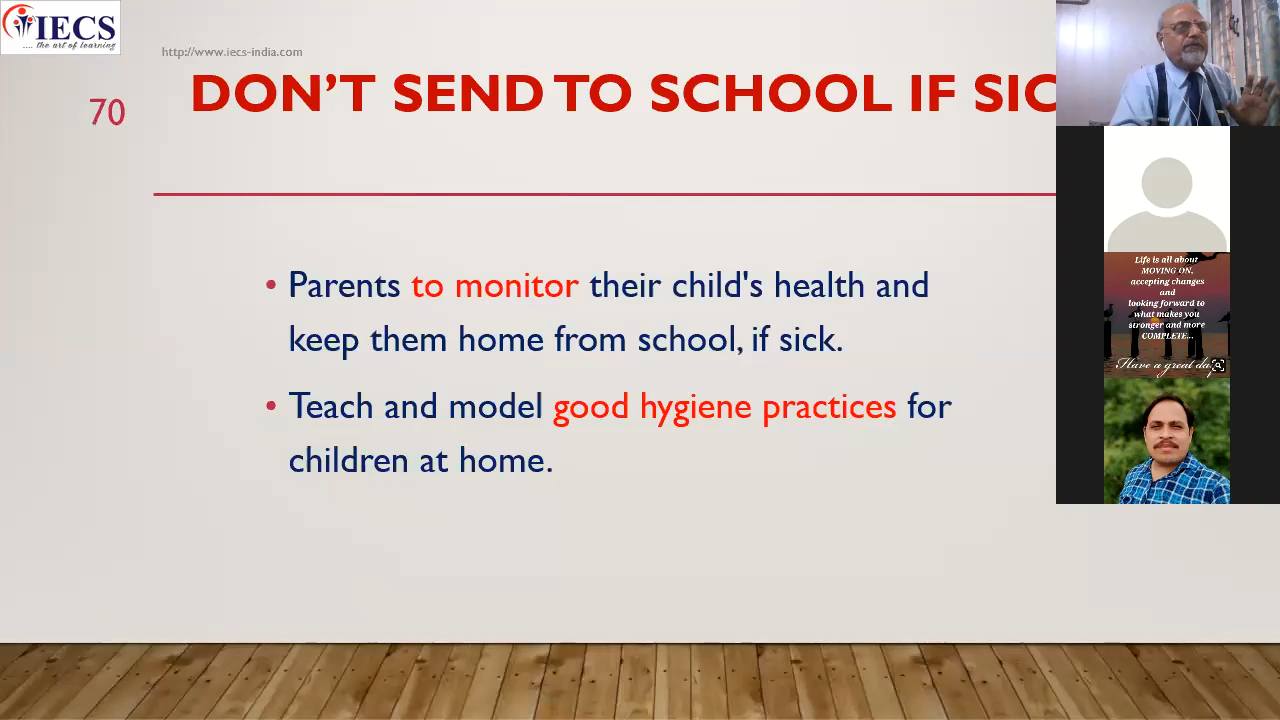 IECS
.... the art of learning
http://www.iecs-india.com
70
DON’T SEND TO SCHOOL IF SIC
• Parents to monitor their child's health and
keep them home from school, if sick.
• Teach and model good hygiene practices for
children at home.
Life is all about
MOVING ON,
accepting changes
and
looking forward to
what makes you
stronger and more
COMPLETE...
Have a great day